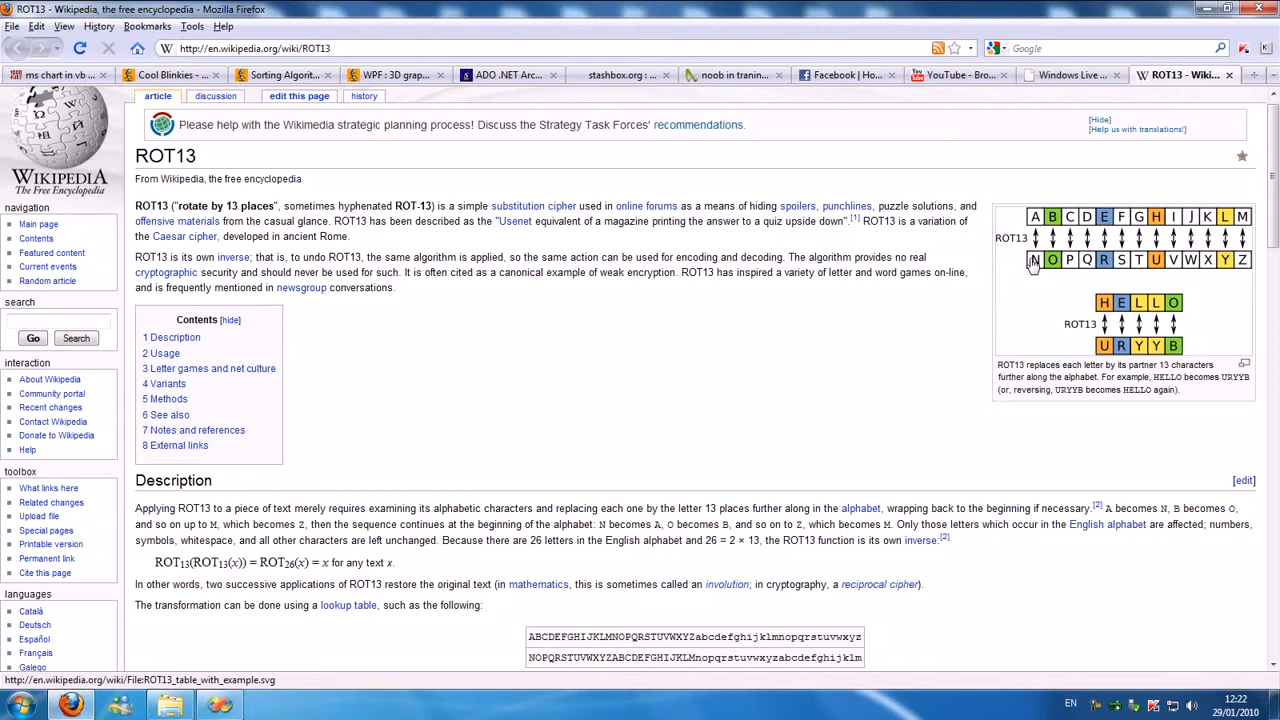 ROT13 - Wikipedia, the free encyclopedia - Mozilla Firefox
File Edit View History Bookmarks Tools Help
http://en.wikipedia.org/wiki/ROT13
Google
ms chart in vb ...
Cool Blinkies — ...
Sorting Algorit...
WPF : 3D grap...
ADO .NET Arc...
stashbox.org : ...
noob in traning...
Facebook | Ho...
YouTube - Bro...
Windows Live ...
ROT13 - Wiki...
article discussion edit this page history
Please help with the Wikimedia strategic planning process! Discuss the Strategy Task Forces' recommendations.
[Hide]
[Help us with translations!]
WIKIPEDIA
The Free Encyclopedia
navigation
Main page
Contents
Featured content
Current events
Random article
search
Go Search
interaction
About Wikipedia
Community portal
Recent changes
Contact Wikipedia
Donate to Wikipedia
Help
toolbox
What links here
Related changes
Upload file
Special pages
Printable version
Permanent link
Cite this page
languages
Català
Deutsch
Español
Français
Galego
ROT13
From Wikipedia, the free encyclopedia
ROT13 ("rotate by 13 places", sometimes hyphenated ROT-13) is a simple substitution cipher used in online forums as a means of hiding spoilers, punchlines, puzzle solutions, and
offensive materials from the casual glance. ROT13 has been described as the "Usenet equivalent of a magazine printing the answer to a quiz upside down".[1] ROT13 is a variation of
the Caesar cipher, developed in ancient Rome.
ROT13 is its own inverse; that is, to undo ROT13, the same algorithm is applied, so the same action can be used for encoding and decoding. The algorithm provides no real
cryptographic security and should never be used for such. It is often cited as a canonical example of weak encryption. ROT13 has inspired a variety of letter and word games on-line,
and is frequently mentioned in newsgroup conversations.
A B C D E F G H I J K L M
ROT13
N O P Q R S T U V W X Y Z
H E L L O
ROT13
U R Y Y B
ROT13 replaces each letter by its partner 13 characters
further along the alphabet. For example, HELLO becomes URYYB
(or, reversing, URYYB becomes HELLO again).
Contents [hide]
1 Description
2 Usage
3 Letter games and net culture
4 Variants
5 Methods
6 See also
7 Notes and references
8 External links
Description
[edit]
Applying ROT13 to a piece of text merely requires examining its alphabetic characters and replacing each one by the letter 13 places further along in the alphabet, wrapping back to the beginning if necessary.[2] A becomes N, B becomes O,
and so on up to M, which becomes Z, then the sequence continues at the beginning of the alphabet: N becomes A, O becomes B, and so on to Z, which becomes M. Only those letters which occur in the English alphabet are affected; numbers,
symbols, whitespace, and all other characters are left unchanged. Because there are 26 letters in the English alphabet and 26 = 2 × 13, the ROT13 function is its own inverse:[2]
ROT13(ROT13(x)) = ROT26(x) = x for any text x.
In other words, two successive applications of ROT13 restore the original text (in mathematics, this is sometimes called an involution; in cryptography, a reciprocal cipher).
The transformation can be done using a lookup table, such as the following:
ABCDEFGHIJKLMNOPQRSTUVWXYZabcdefghijklmnopqrstuvwxyz
NOPQRSTUVWXYZABCDEFGHIJKLMnopqrstuvwxyzabcdefghijklm
http://en.wikipedia.org/wiki/File:ROT13_table_with_example.svg
EN
12:22
29/01/2010